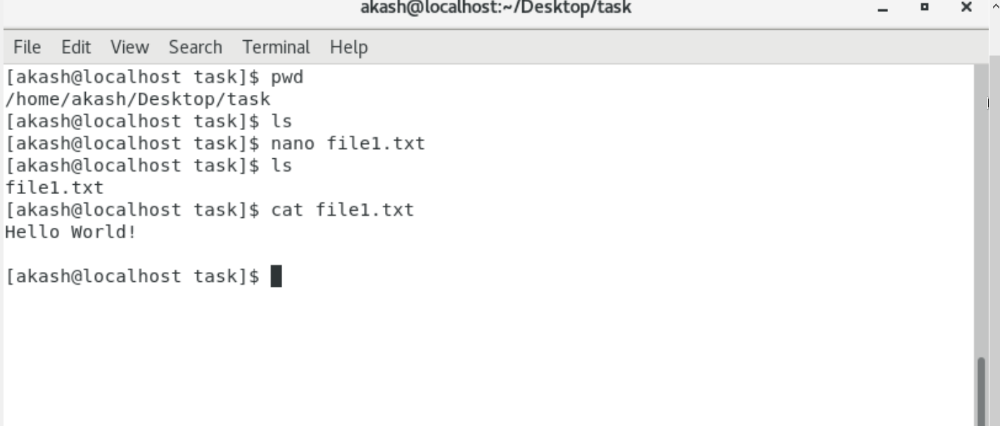 akash@localhost:~/Desktop/task
File Edit View Search Terminal Help
[akash@localhost task]$ pwd
/home/akash/Desktop/task
[akash@localhost task]$ ls
[akash@localhost task]$ nano file1.txt
[akash@localhost task]$ ls
file1.txt
[akash@localhost task]$ cat file1.txt
Hello World!
[akash@localhost task]$